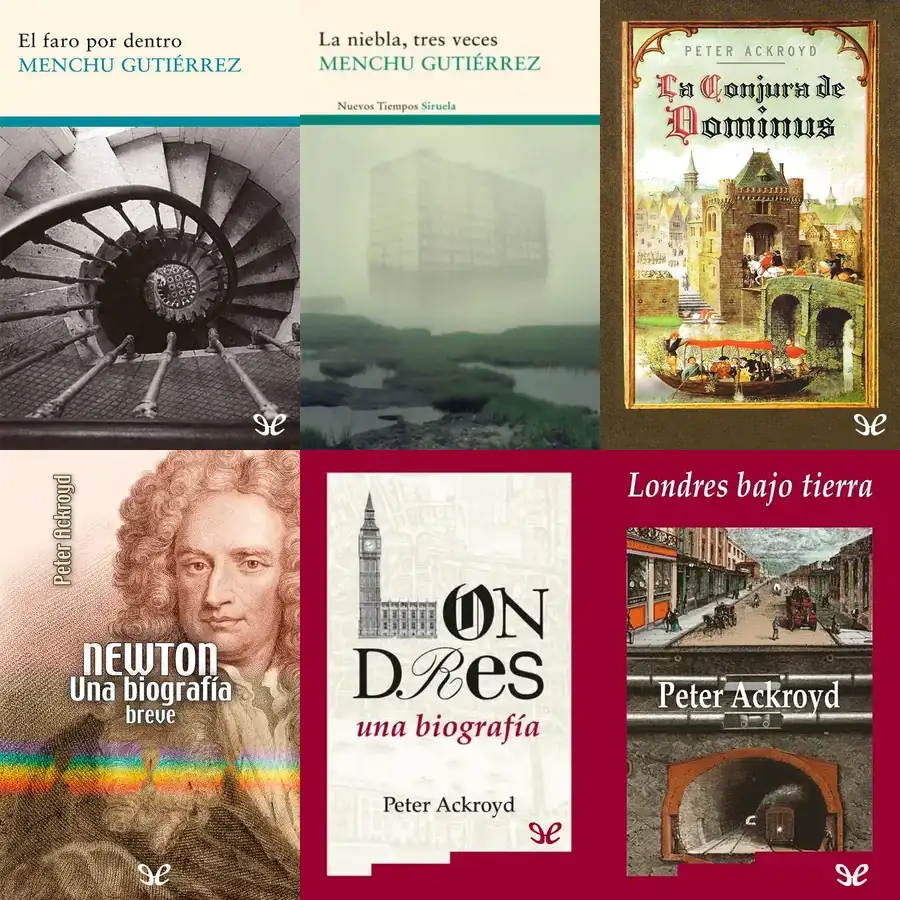 El faro por dentro
MENCHU GUTIÉRREZ
La niebla, tres veces
MENCHU GUTIÉRREZ
Nuevos Tiempos Siruela
PETER ACKROYD
La Conjura de
Dominus
Peter Ackroyd
NEWTON
Una biografía
breve
LON
DRes
una biografía
Peter Ackroyd
Londres bajo tierra
Peter Ackroyd